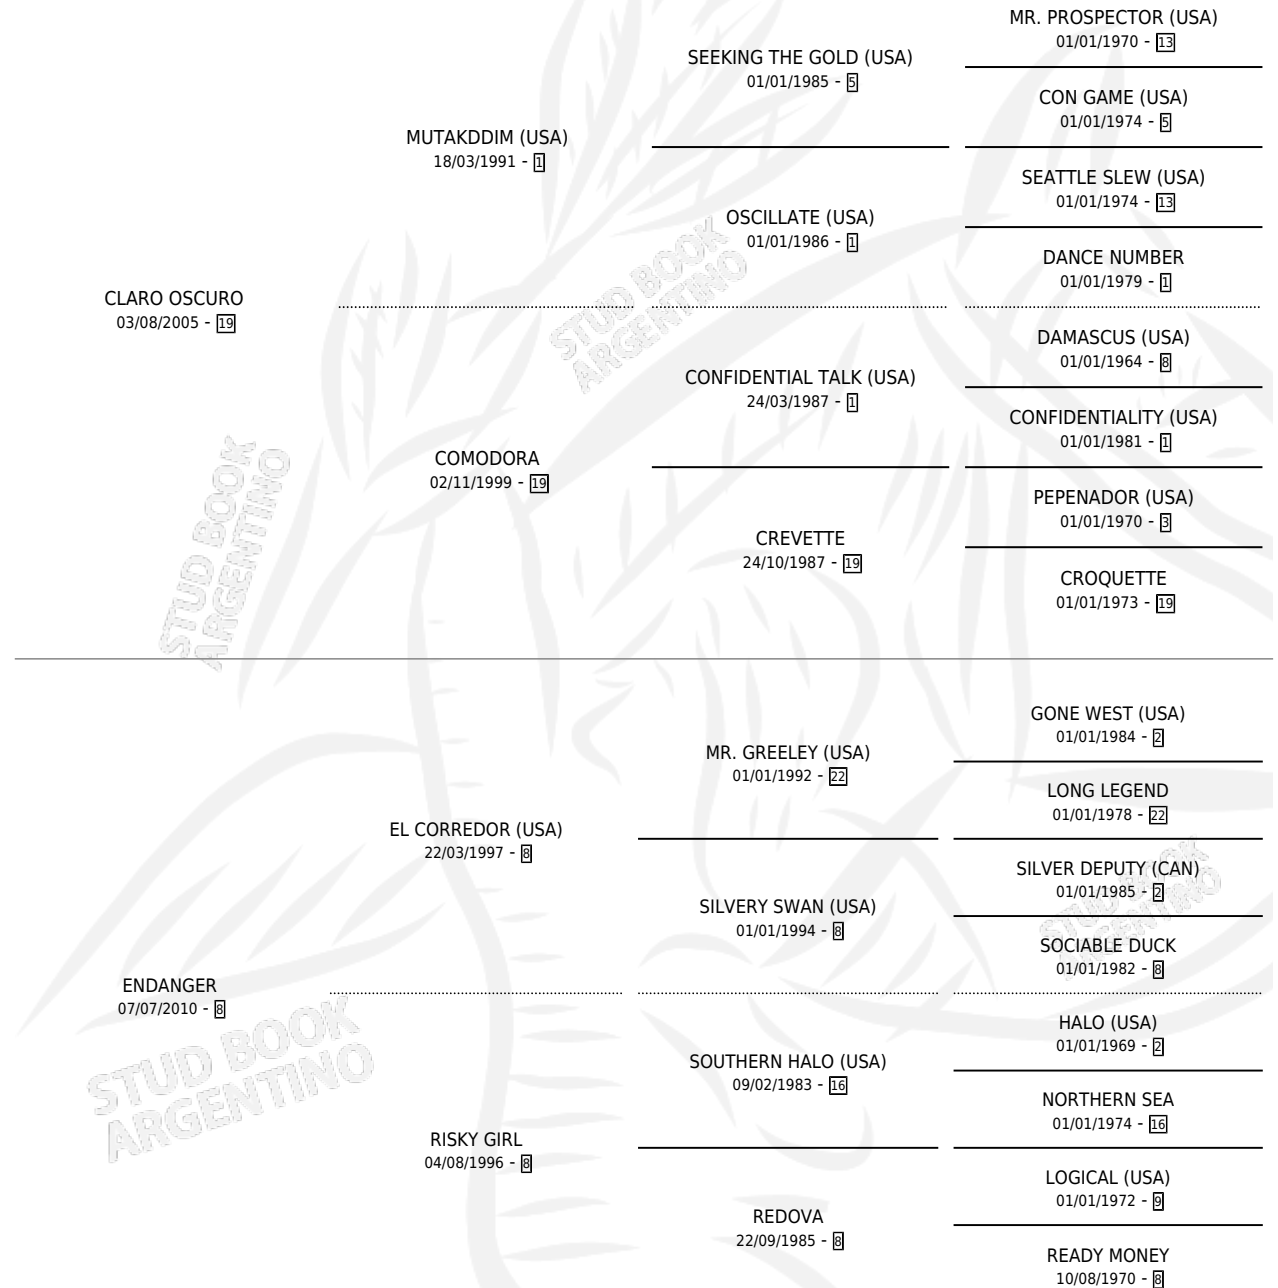 MR. PROSPECTOR (USA)
01/01/1970 - 13
SEEKING THE GOLD (USA)
01/01/1985 - 5
CON GAME (USA)
01/01/1974 - 5
MUTAKDDIM (USA)
18/03/1991 - 1
SEATTLE SLEW (USA)
01/01/1974 - 13
OSCILLATE (USA)
01/01/1986 - 1
DANCE NUMBER
01/01/1979 - 1
CLARO OSCURO
03/08/2005 - 19
STUD BOOK
ARGENTINO
DAMASCUS (USA)
01/01/1964 - 8
CONFIDENTIAL TALK (USA)
24/03/1987 - 1
CONFIDENTIALITY (USA)
01/01/1981 - 1
COMODORA
02/11/1999 - 19
PEPENADOR (USA)
01/01/1970 - 3
CREVETTE
24/10/1987 - 19
CROQUETTE
01/01/1973 - 19
STUD BOOK
ARGENTINO
GONE WEST (USA)
01/01/1984 - 2
MR. GREELEY (USA)
01/01/1992 - 22
LONG LEGEND
01/01/1978 - 22
EL CORREDOR (USA)
22/03/1997 - 8
SILVER DEPUTY (CAN)
01/01/1985 - 2
STUD BOOK
ARGENTINO
SILVERY SWAN (USA)
01/01/1994 - 8
SOCIABLE DUCK
01/01/1982 - 8
ENDANGER
07/07/2010 - 8
STUD BOOK
ARGENTINO
HALO (USA)
01/01/1969 - 2
SOUTHERN HALO (USA)
09/02/1983 - 16
NORTHERN SEA
01/01/1974 - 16
RISKY GIRL
04/08/1996 - 8
LOGICAL (USA)
01/01/1972 - 9
REDOVA
22/09/1985 - 8
READY MONEY
10/08/1970 - 8